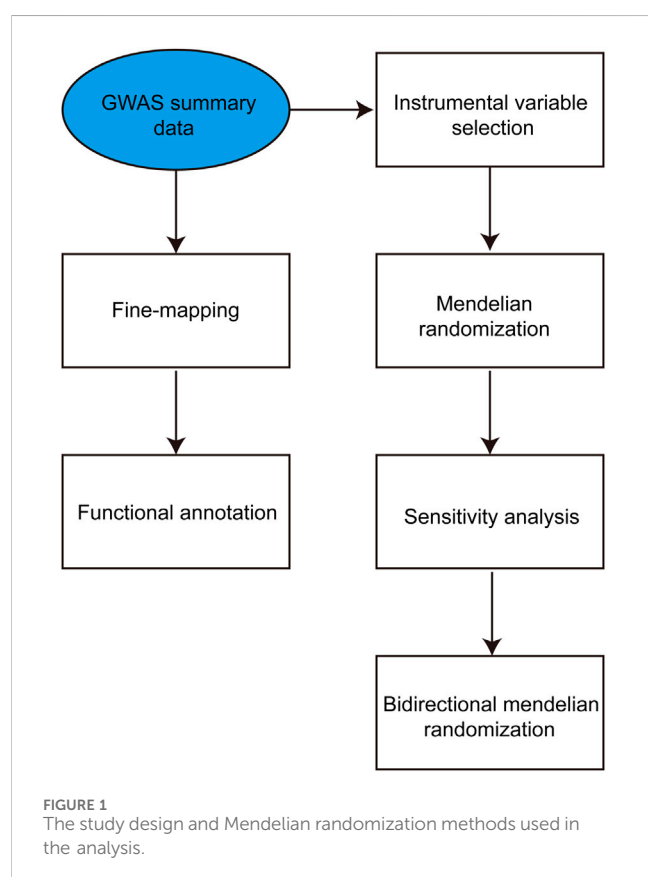 GWAS summary
data
Instrumental variable
selection
Fine-mapping
Mendelian
randomization
Functional annotation
Sensitivity analysis
Bidirectional mendelian
randomization
FIGURE 1
The study design and Mendelian randomization methods used in
the analysis.